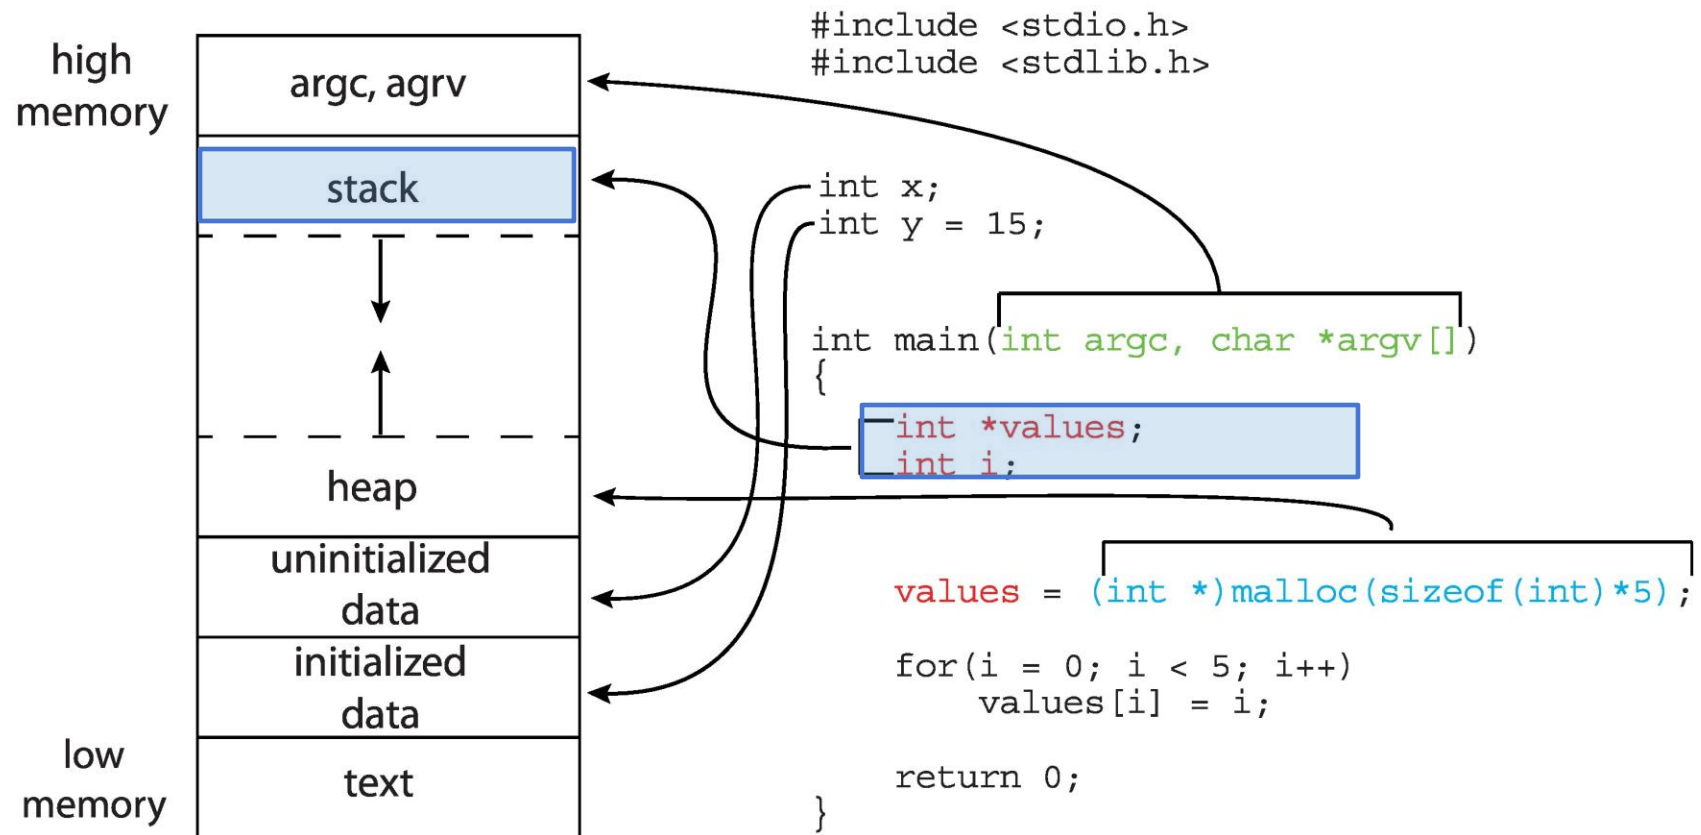 high
memory
argc, agrv
stack
heap
uninitialized
data
initialized
data
low
memory
text
#include <stdio.h>
#include <stdlib.h>
int x;
int y = 15;
int main(int argc, char *argv[])
{
int *values;
int i;
values = (int *)malloc(sizeof(int)*5);
for(i = 0; i < 5; i++)
values[i] = i;
return 0;
}